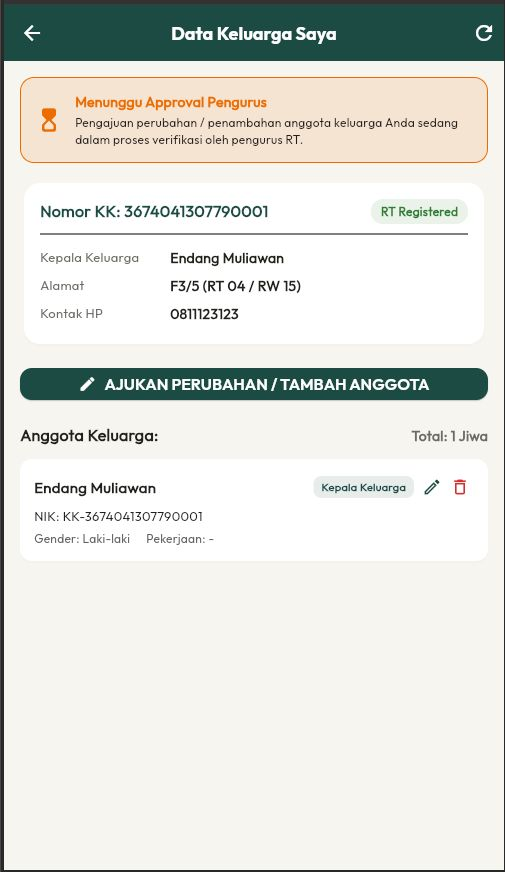 Data Keluarga Saya
Menunggu Approval Pengurus
Pengajuan perubahan / penambahan anggota keluarga Anda sedang
dalam proses verifikasi oleh pengurus RT.
Nomor KK: 3674041307790001
RT Registered
Kepala Keluarga Endang Muliawan
Alamat F3/5 (RT 04 / RW 15)
Kontak HP 0811123123
AJUKAN PERUBAHAN / TAMBAH ANGGOTA
Anggota Keluarga: Total: 1 Jiwa
Endang Muliawan Kepala Keluarga
NIK: KK-3674041307790001
Gender: Laki-laki Pekerjaan: -